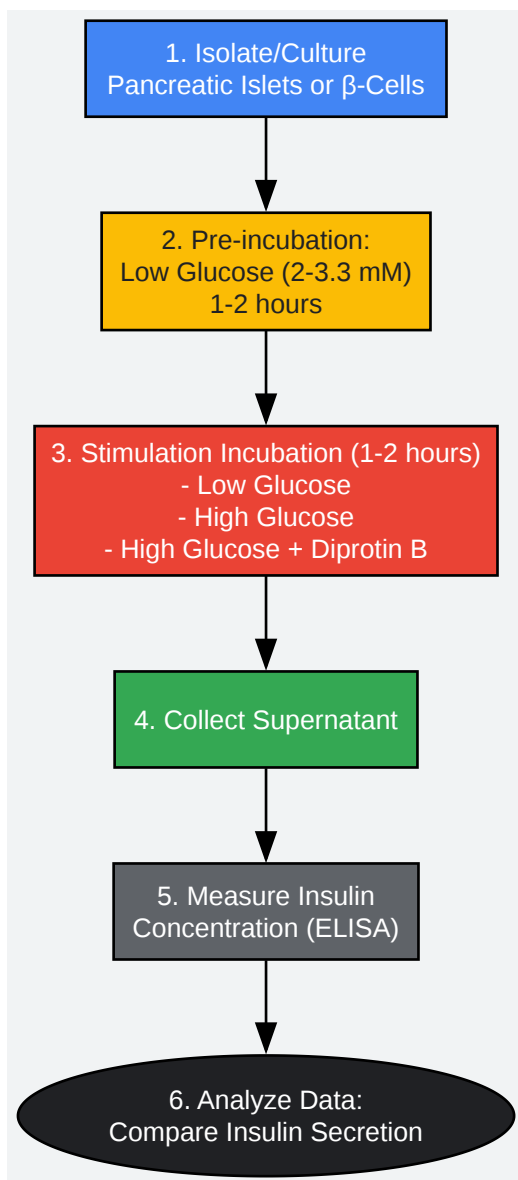 1. Isolate/Culture
Pancreatic Islets or β-Cells
2. Pre-incubation:
Low Glucose (2-3.3 mM)
1-2 hours
3. Stimulation Incubation (1-2 hours)
- Low Glucose
- High Glucose
- High Glucose + Diprotin B
4. Collect Supernatant
5. Measure Insulin
Concentration (ELISA)
6. Analyze Data:
Compare Insulin Secretion